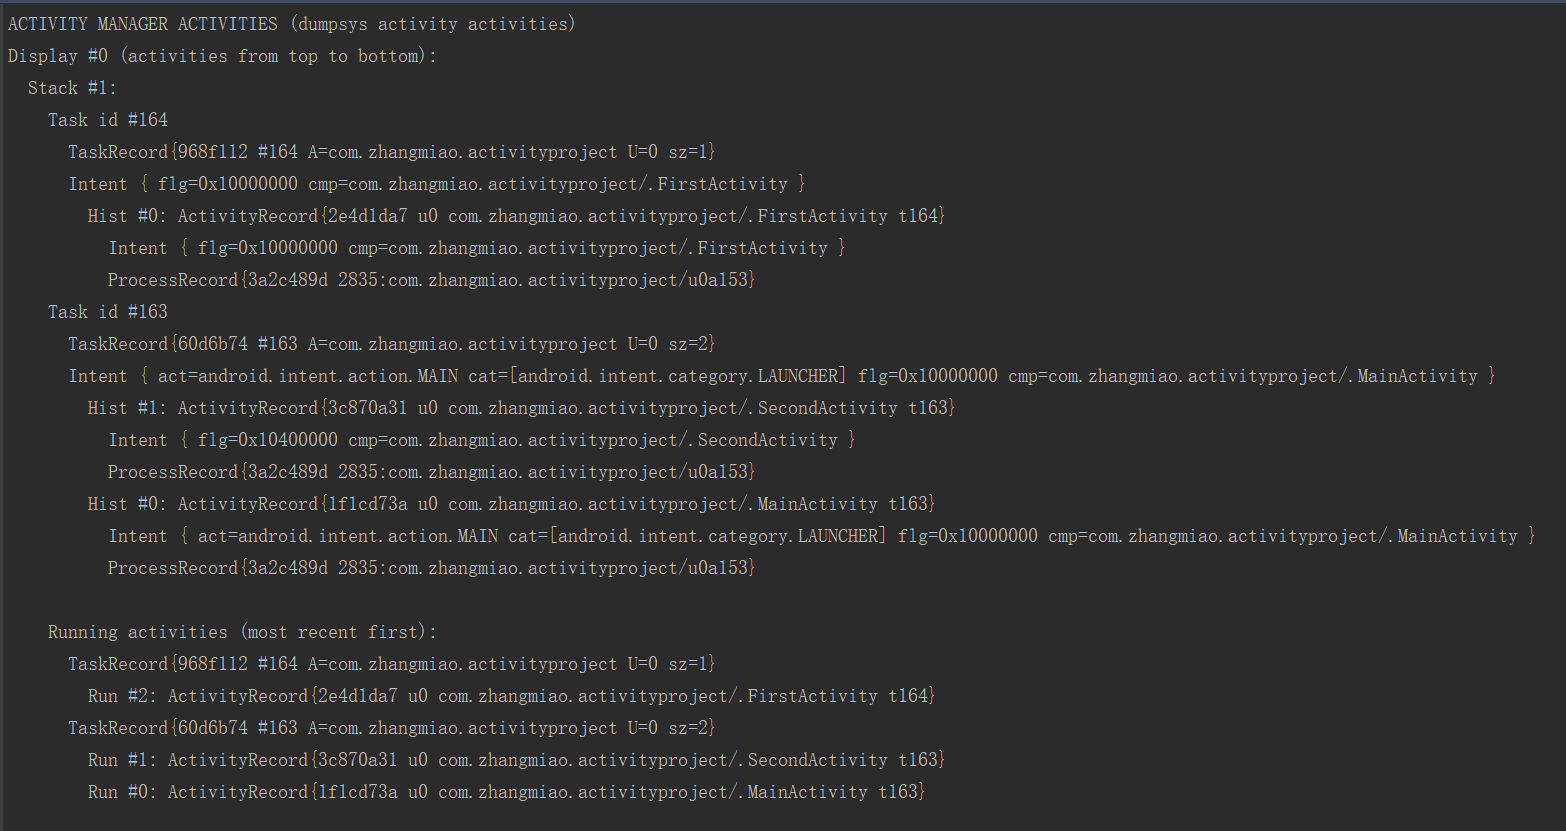 ACTIVITY MANAGER ACTIVITIES (dumpsys activity activities)
Display #0 (activities from top to bottom):
Stack #1:
Task id #164
TaskRecord{968f112 #164 A=com.zhangmiao.activityproject U=0 sz=1}
Intent { flg=0x10000000 cmp=com.zhangmiao.activityproject/.FirstActivity }
Hist #0: ActivityRecord{2e4d1da7 u0 com.zhangmiao.activityproject/.FirstActivity t164}
Intent { flg=0x10000000 cmp=com.zhangmiao.activityproject/.FirstActivity }
ProcessRecord{3a2c489d 2835:com.zhangmiao.activityproject/u0a153}
Task id #163
TaskRecord{60d6b74 #163 A=com.zhangmiao.activityproject U=0 sz=2}
Intent { act=android.intent.action.MAIN cat=[android.intent.category.LAUNCHER] flg=0x10000000 cmp=com.zhangmiao.activityproject/.MainActivity }
Hist #1: ActivityRecord{3c870a31 u0 com.zhangmiao.activityproject/.SecondActivity t163}
Intent { flg=0x10400000 cmp=com.zhangmiao.activityproject/.SecondActivity }
ProcessRecord{3a2c489d 2835:com.zhangmiao.activityproject/u0a153}
Hist #0: ActivityRecord{1f1cd73a u0 com.zhangmiao.activityproject/.MainActivity t163}
Intent { act=android.intent.action.MAIN cat=[android.intent.category.LAUNCHER] flg=0x10000000 cmp=com.zhangmiao.activityproject/.MainActivity }
ProcessRecord{3a2c489d 2835:com.zhangmiao.activityproject/u0a153}
Running activities (most recent first):
TaskRecord{968f112 #164 A=com.zhangmiao.activityproject U=0 sz=1}
Run #2: ActivityRecord{2e4d1da7 u0 com.zhangmiao.activityproject/.FirstActivity t164}
TaskRecord{60d6b74 #163 A=com.zhangmiao.activityproject U=0 sz=2}
Run #1: ActivityRecord{3c870a31 u0 com.zhangmiao.activityproject/.SecondActivity t163}
Run #0: ActivityRecord{1f1cd73a u0 com.zhangmiao.activityproject/.MainActivity t163}